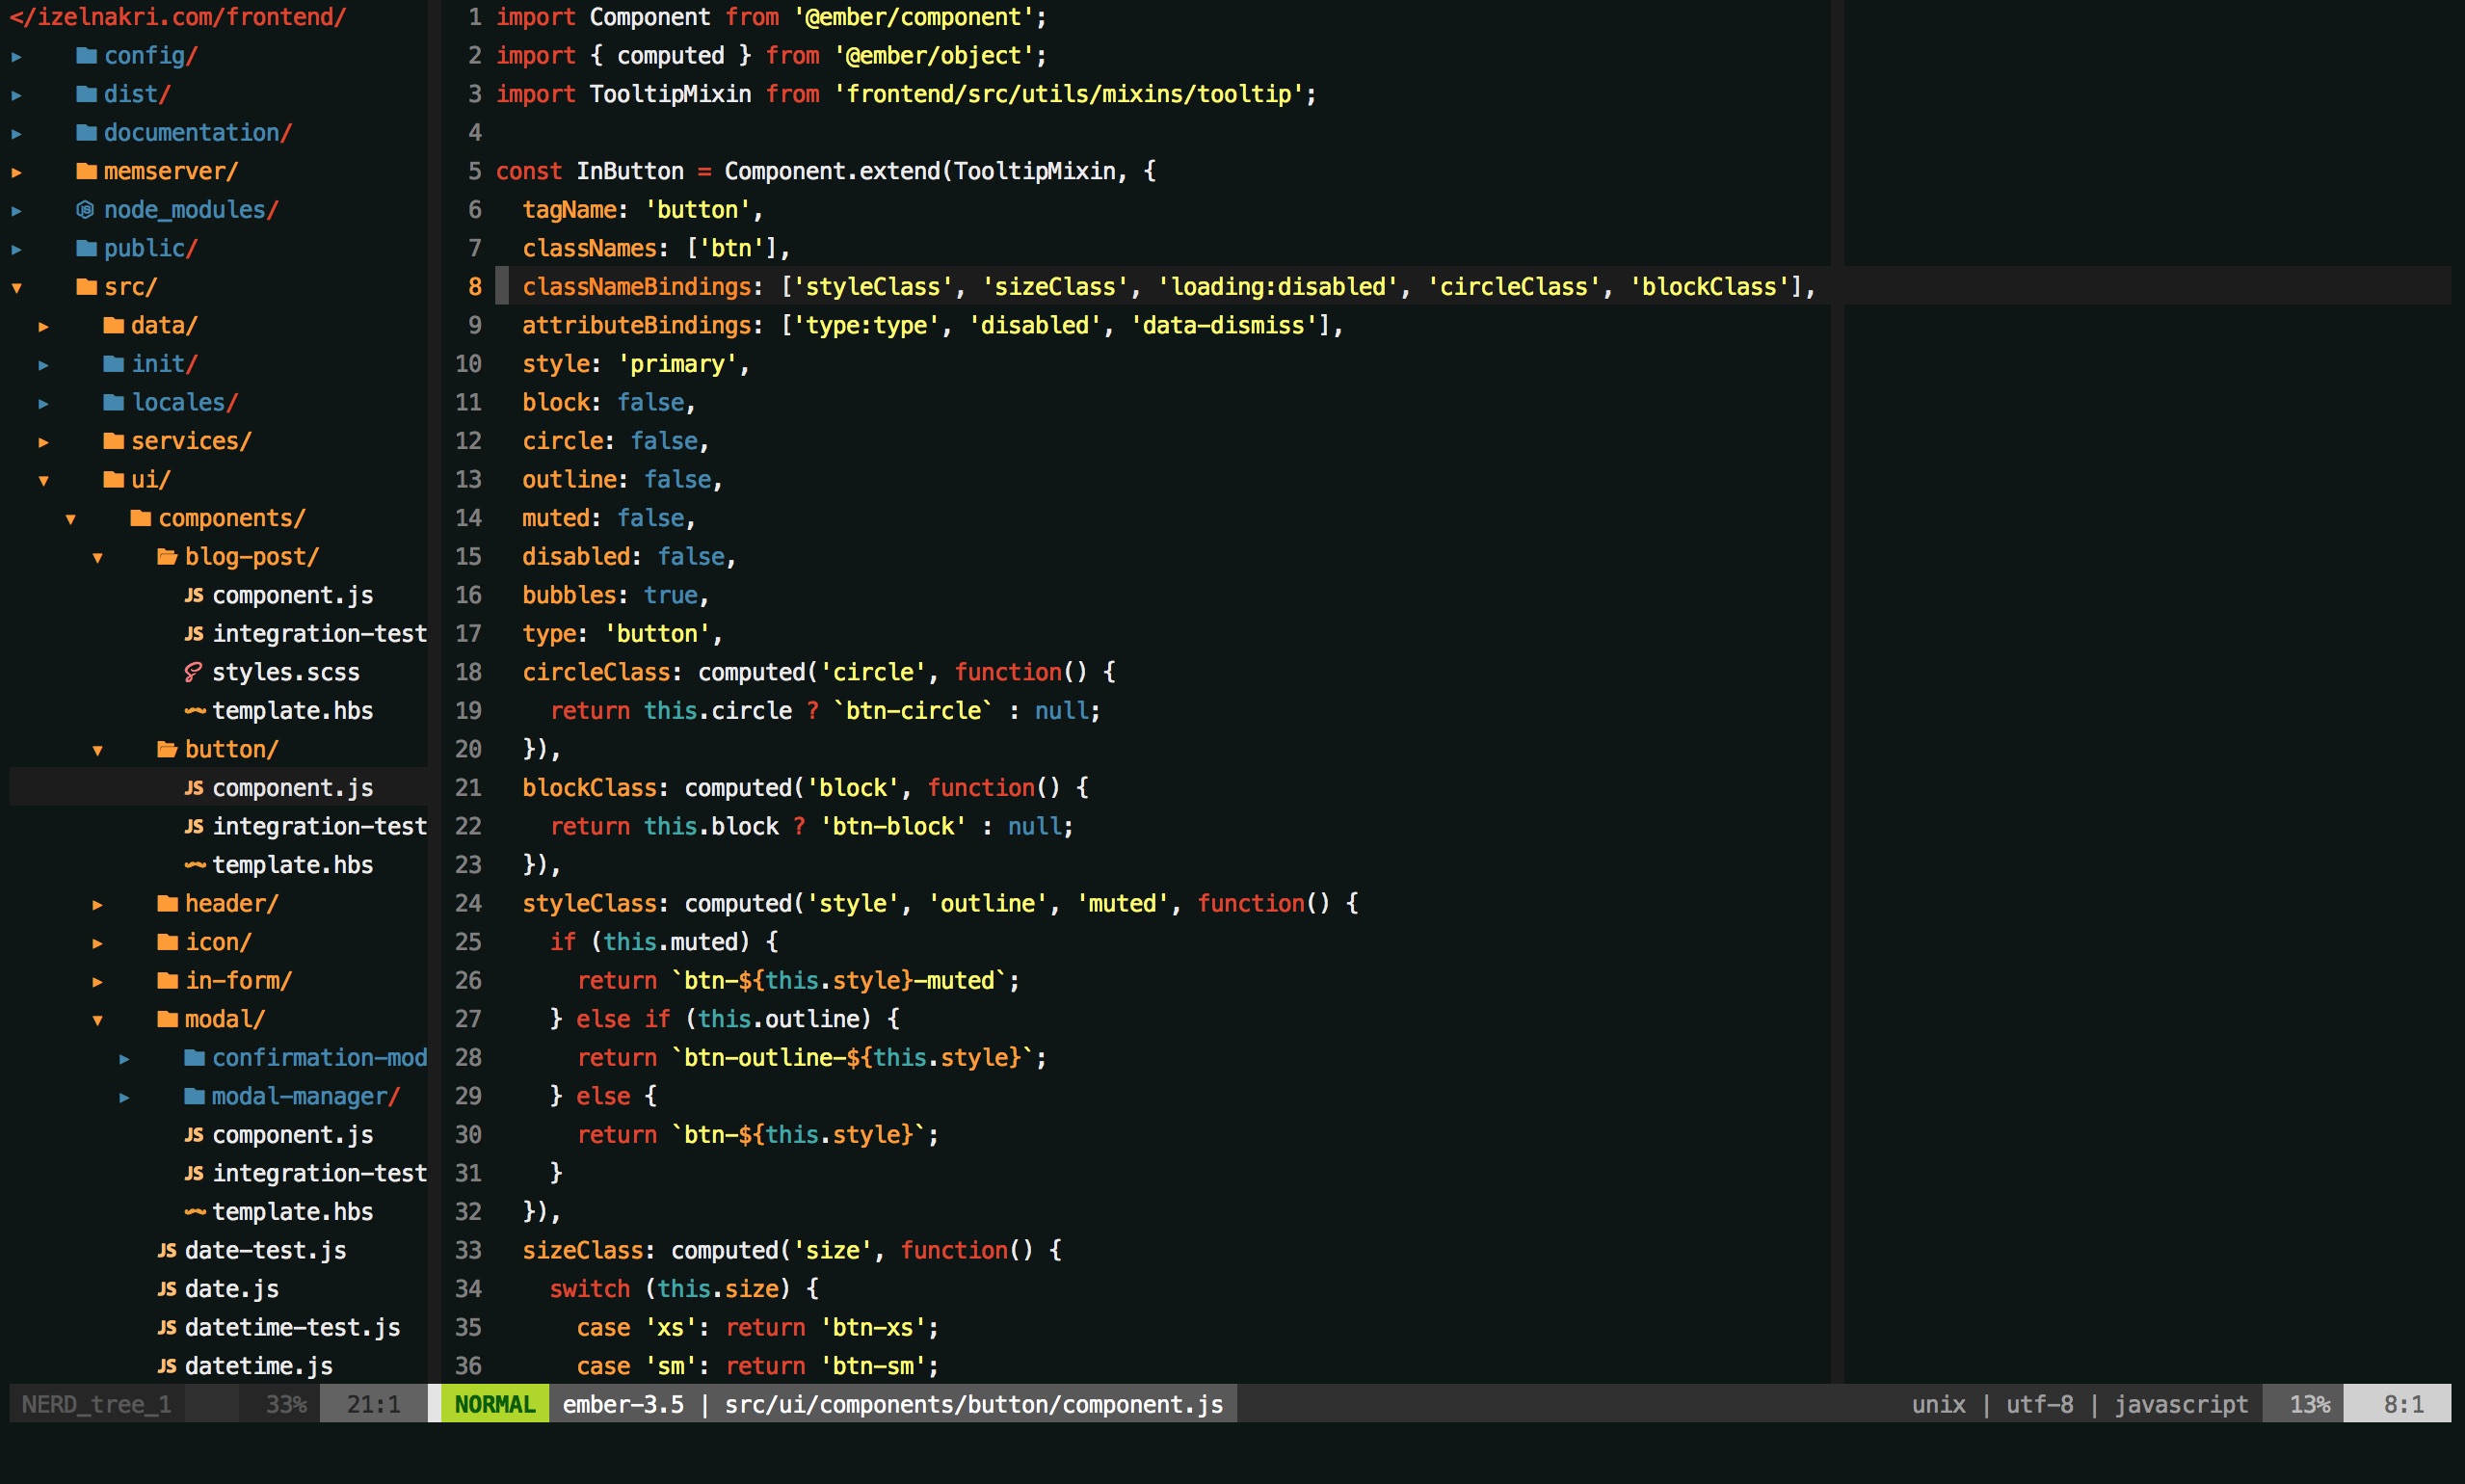 </izelnakri.com/frontend/
▸ config/
▸ dist/
▸ documentation/
▸ memserver/
▸ node_modules/
▸ public/
▾ src/
▸ data/
▸ init/
▸ locales/
▸ services/
▾ ui/
▾ components/
▾ blog-post/
JS component.js
JS integration-test
styles.scss
template.hbs
▾ button/
JS component.js
JS integration-test
template.hbs
▸ header/
▸ icon/
▸ in-form/
▾ modal/
▸ confirmation-mod
▸ modal-manager/
JS component.js
JS integration-test
template.hbs
JS date-test.js
JS date.js
JS datetime-test.js
JS datetime.js
NERD_tree_1 33% 21:1
1 import Component from '@ember/component';
2 import { computed } from '@ember/object';
3 import TooltipMixin from 'frontend/src/utils/mixins/tooltip';
4
5 const InButton = Component.extend(TooltipMixin, {
6   tagName: 'button',
7   classNames: ['btn'],
8   classNameBindings: ['styleClass', 'sizeClass', 'loading:disabled', 'circleClass', 'blockClass'],
9   attributeBindings: ['type:type', 'disabled', 'data-dismiss'],
10   style: 'primary',
11   block: false,
12   circle: false,
13   outline: false,
14   muted: false,
15   disabled: false,
16   bubbles: true,
17   type: 'button',
18   circleClass: computed('circle', function() {
19     return this.circle ? `btn-circle` : null;
20   }),
21   blockClass: computed('block', function() {
22     return this.block ? 'btn-block' : null;
23   }),
24   styleClass: computed('style', 'outline', 'muted', function() {
25     if (this.muted) {
26       return `btn-${this.style}-muted`;
27     } else if (this.outline) {
28       return `btn-outline-${this.style}`;
29     } else {
30       return `btn-${this.style}`;
31     }
32   }),
33   sizeClass: computed('size', function() {
34     switch (this.size) {
35       case 'xs': return 'btn-xs';
36       case 'sm': return 'btn-sm';
NORMAL ember-3.5 | src/ui/components/button/component.js unix | utf-8 | javascript 13% 8:1